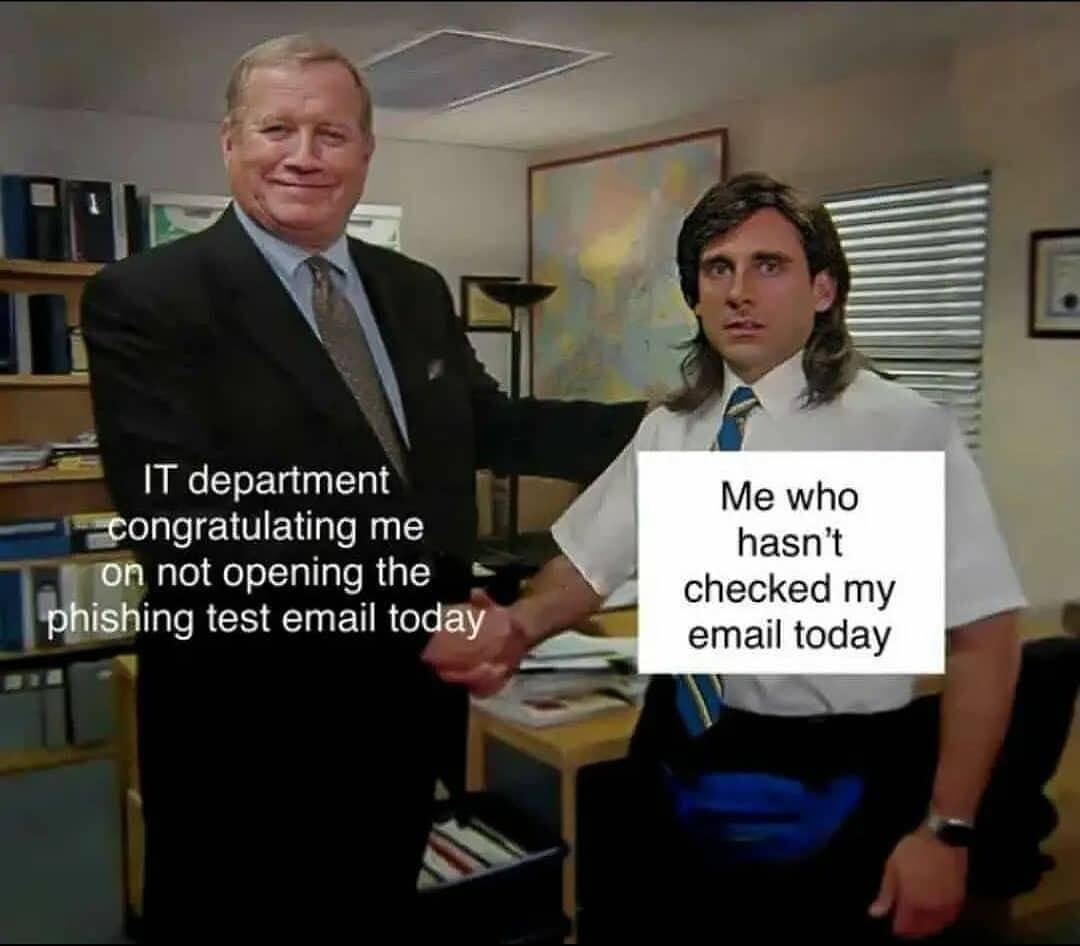 IT department
congratulating me
on not opening the
phishing test email today
Me who
hasn't
checked my
email today